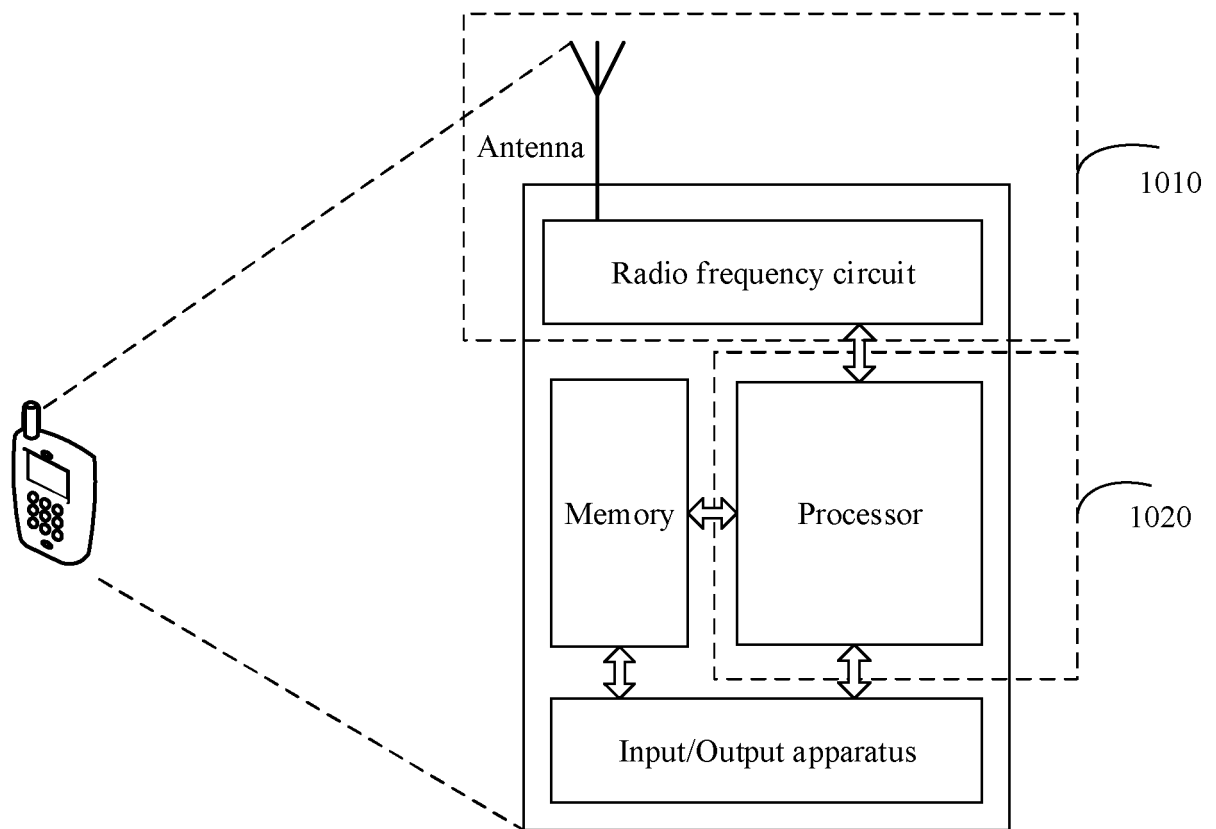 Antenna
1010
Radio frequency circuit
Memory
Processor
1020
Input/Output apparatus